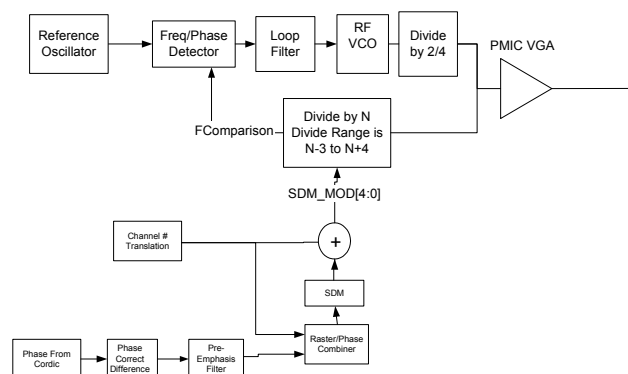 Reference
Oscillator
Freq/Phase
Detector
Loop
Filter
RF
VCO
Divide
by 2/4
PMIC VGA
FComparison
Divide by N
Divide Range is
N-3 to N+4
SDM_MOD[4:0]
Channel #
Translation
+
SDM
Raster/Phase
Combiner
Phase From
Cordic
Phase
Correct
Difference
Pre-
Emphasis
Filter